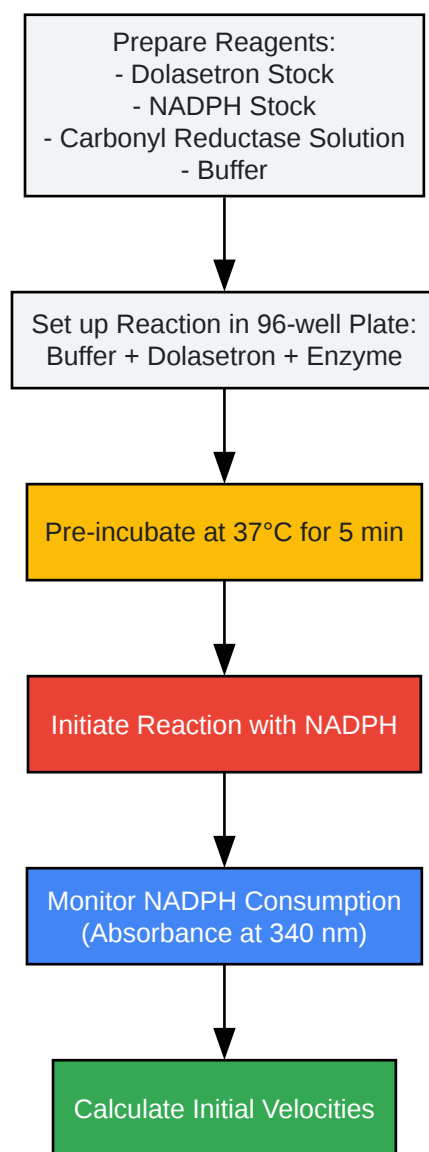 Prepare Reagents:
- Dolasetron Stock
- NADPH Stock
- Carbonyl Reductase Solution
- Buffer
Set up Reaction in 96-well Plate:
Buffer + Dolasetron + Enzyme
Pre-incubate at 37°C for 5 min
Initiate Reaction with NADPH
Monitor NADPH Consumption
(Absorbance at 340 nm)
Calculate Initial Velocities